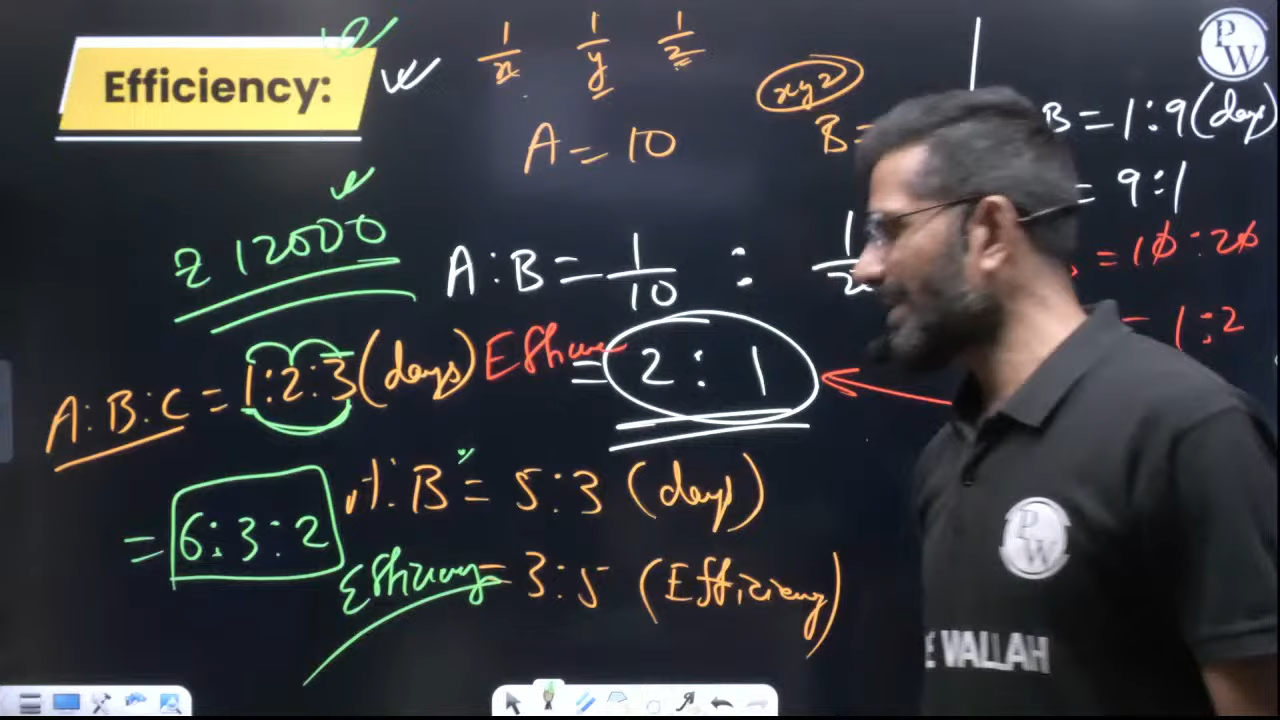 Efficiency:
1/x 1/y 1/z
xyz
A = 10
B =
B = 1:9 (days)
= 9:1
₹ 12000
A:B = 1/10 :
= 10:20
= 1:2
= 2:1
A:B:C = 1:2:3 (days)
= 6:3:2
A:B = 5:3 (days)
Efficiency = 3:5 (Efficiency)
PW
PW
E WALLAH